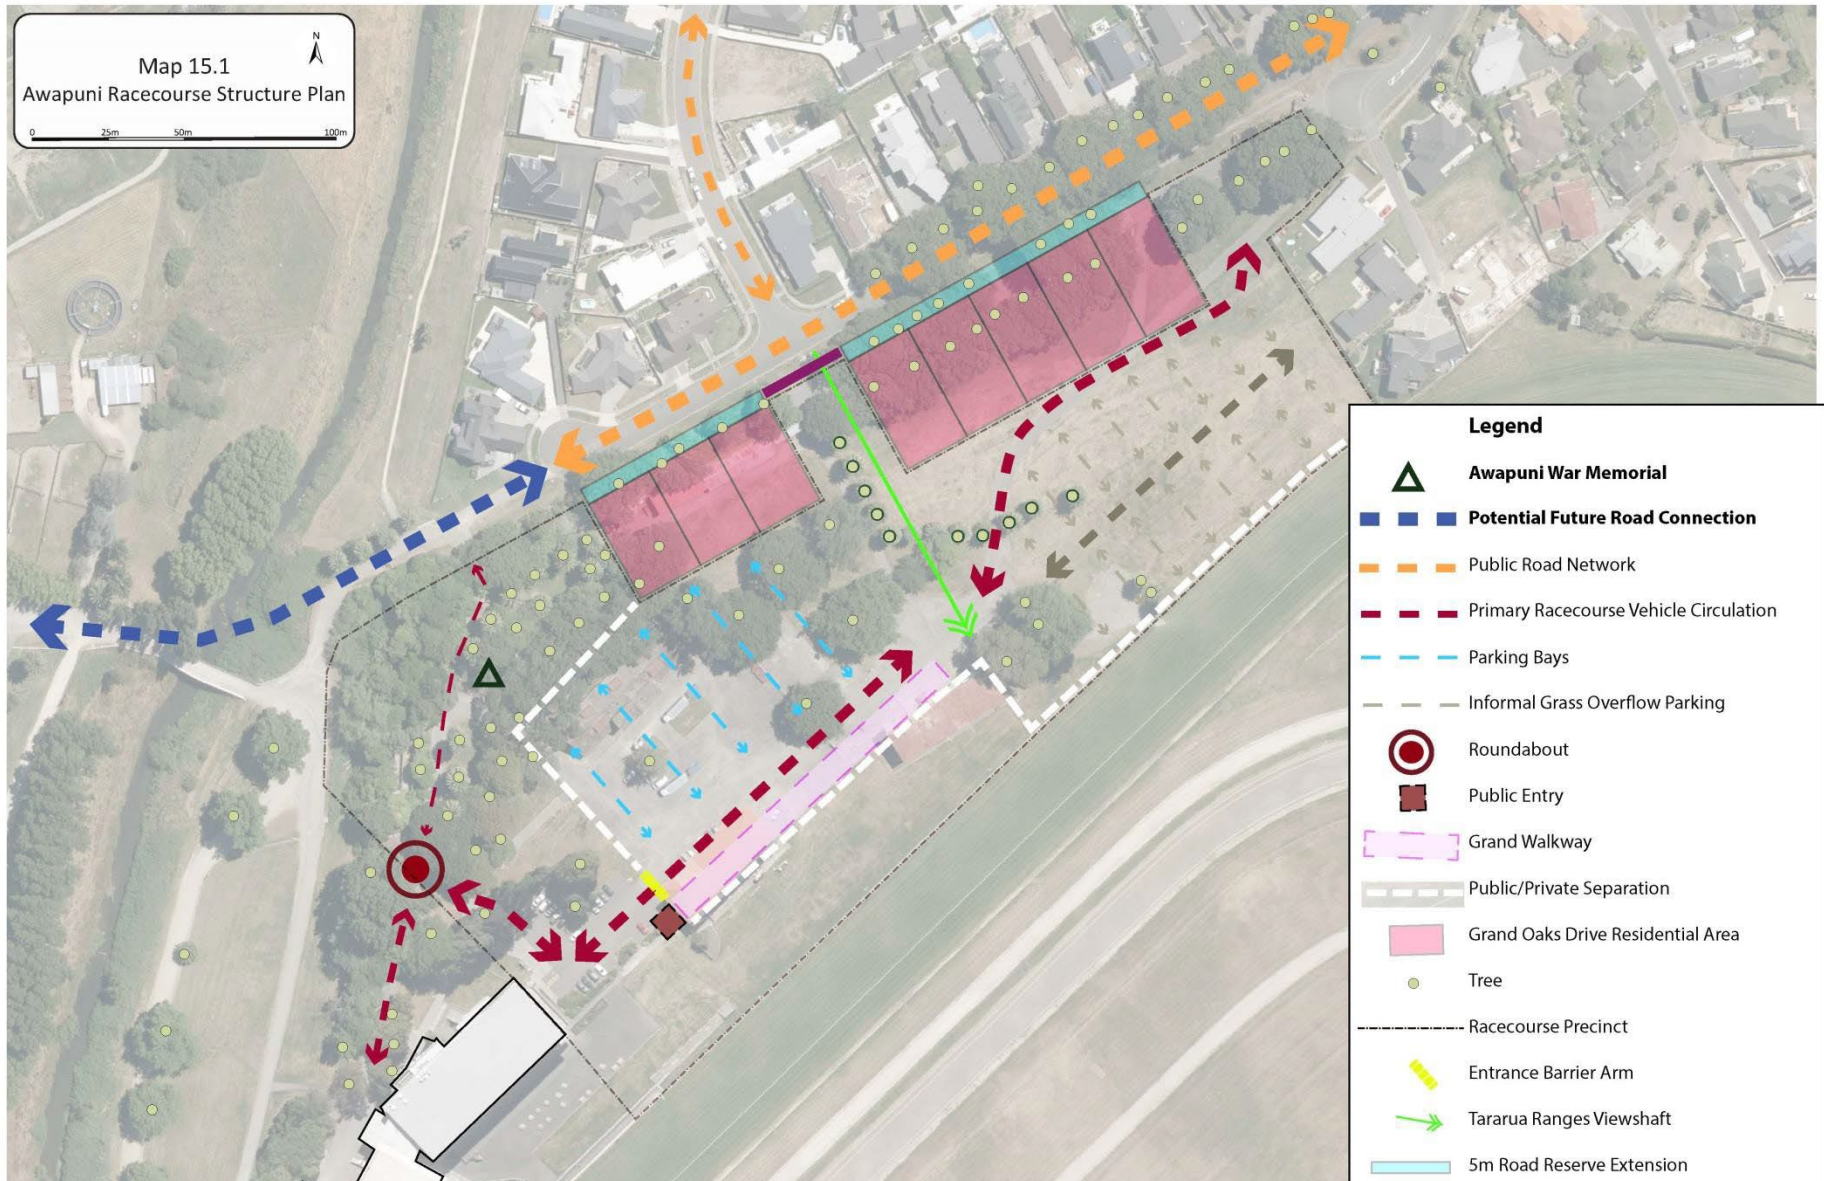 N
Map 15.1
Awapuni Racecourse Structure Plan
0 25m 50m 100m
Legend
Awapuni War Memorial
Potential Future Road Connection
Public Road Network
Primary Racecourse Vehicle Circulation
Parking Bays
Informal Grass Overflow Parking
Roundabout
Public Entry
Grand Walkway
Public/Private Separation
Grand Oaks Drive Residential Area
Tree
Racecourse Precinct
Entrance Barrier Arm
Tararua Ranges Viewshaft
5m Road Reserve Extension